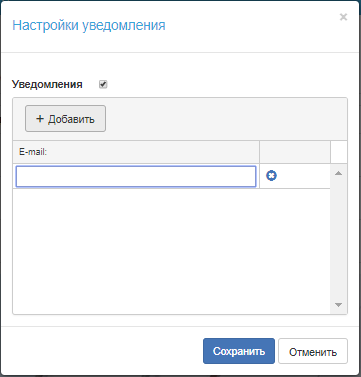 Настройки уведомления
Уведомления
+ Добавить
E-mail:
Сохранить Отменить